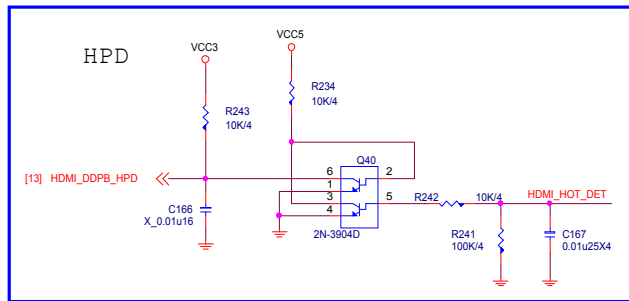 HPD
VCC3
VCC5
R243
10K/4
R234
10K/4
[13] HDMI_DDPB_HPD
C166
X_0.01u16
Q40
6
1
3
4
2
5
2N-3904D
R242
10K/4
HDMI_HOT_DET
R241
100K/4
C167
0.01u25X4